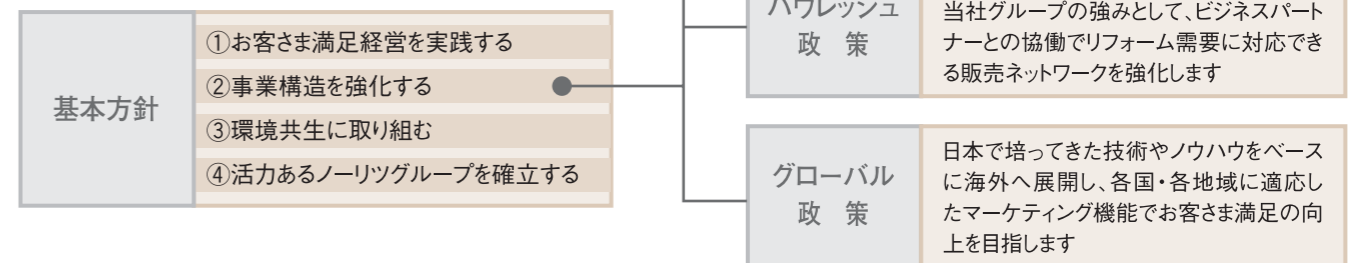 基本方針
①お客さま満足経営を実践する
②事業構造を強化する
③環境共生に取り組む
④活力あるノーリツグループを確立する
ハウレッシュ
政 策
当社グループの強みとして、ビジネスパート
ナーとの協働でリフォーム需要に対応でき
る販売ネットワークを強化します
グローバル
政 策
日本で培ってきた技術やノウハウをベース
に海外へ展開し、各国・各地域に適応し
たマーケティング機能でお客さま満足の向
上を目指します